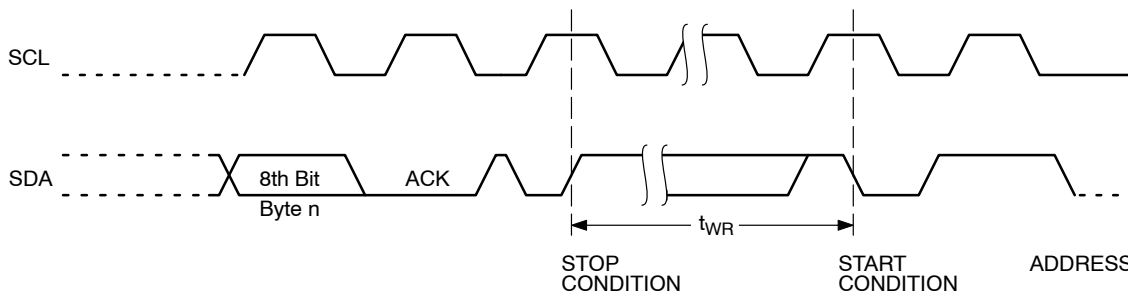 SCL
SDA
8th Bit
Byte n
ACK
tWR
STOP
CONDITION
START
CONDITION
ADDRESS